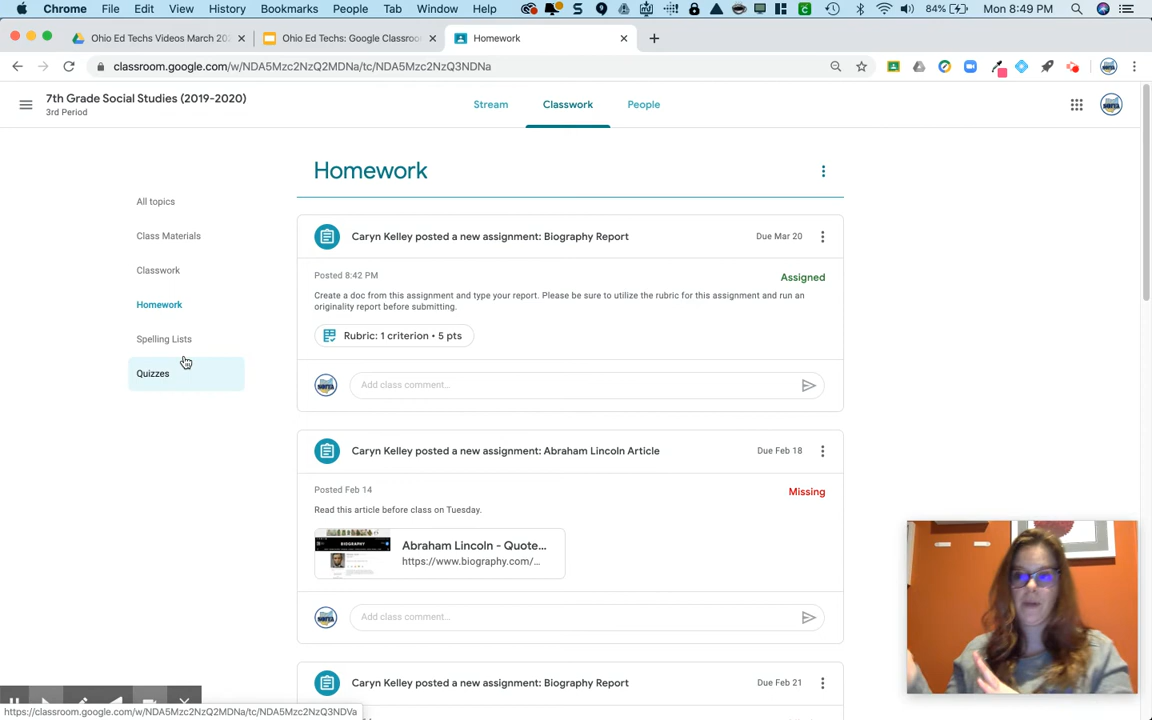 Chrome File Edit View History Bookmarks People Tab Window Help 84% Mon 8:49 PM
Ohio Ed Techs Videos March 20
Ohio Ed Techs: Google Classroo
Homework
classroom.google.com/w/NDA5Mzc2NzQ2MDNa/tc/NDA5Mzc2NzQ3NDNa
7th Grade Social Studies (2019-2020)
3rd Period
Stream Classwork People
Homework
All topics
Class Materials
Classwork
Homework
Spelling Lists
Quizzes
Caryn Kelley posted a new assignment: Biography Report Due Mar 20
Posted 8:42 PM Assigned
Create a doc from this assignment and type your report. Please be sure to utilize the rubric for this assignment and run an
originality report before submitting.
Rubric: 1 criterion • 5 pts
Add class comment...
Caryn Kelley posted a new assignment: Abraham Lincoln Article Due Feb 18
Posted Feb 14 Missing
Read this article before class on Tuesday.
BIOGRAPHY
Abraham Lincoln - Quote...
https://www.biography.com/...
Add class comment...
Caryn Kelley posted a new assignment: Biography Report Due Feb 21
https://classroom.google.com/w/NDA5Mzc2NzQ2MDNa/tc/NDA5Mzc2NzQ3NDVa